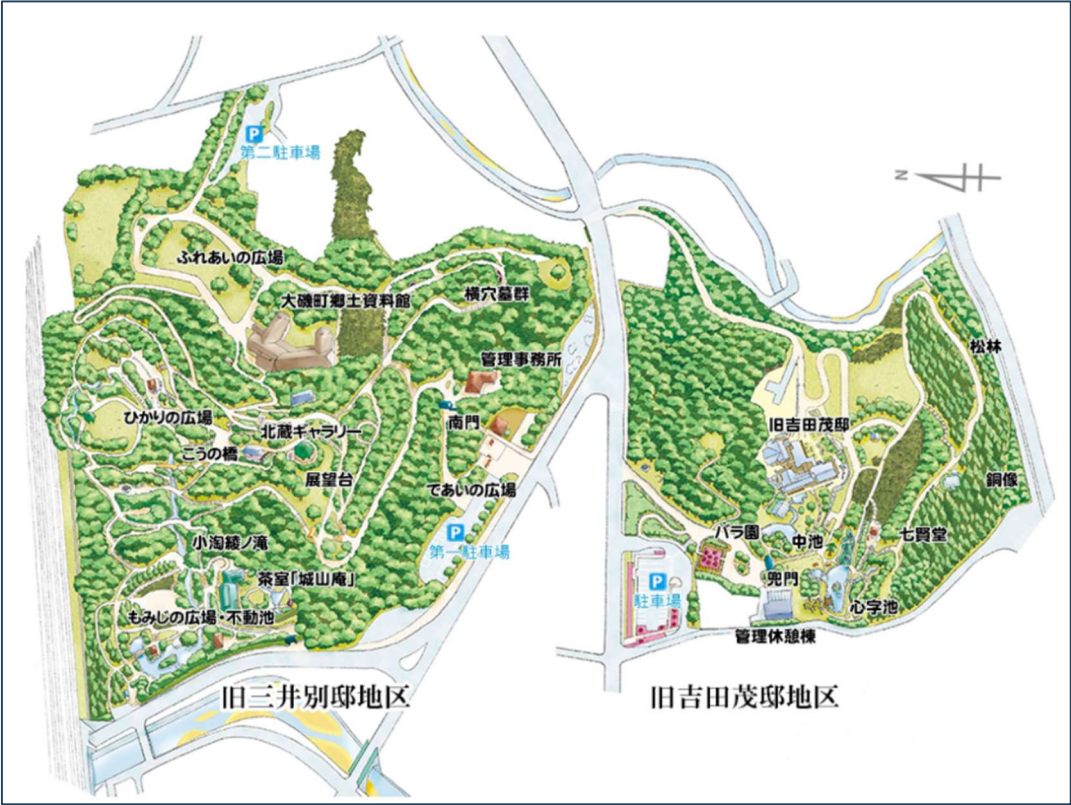 P
第二駐車場
N
ふれあいの広場
大磯町郷土資料館
横穴墓群
松林
管理事務所
ひかりの広場
北蔵ギャラリー
南門
旧吉田茂邸
こうの橋
展望台
であいの広場
銅像
P
第一駐車場
小淘綾ノ滝
バラ園
中池
七賢堂
茶室「城山庵」
兜門
P
駐車場
もみじの広場・不動池
心字池
管理休憩棟
旧三井別邸地区
旧吉田茂邸地区